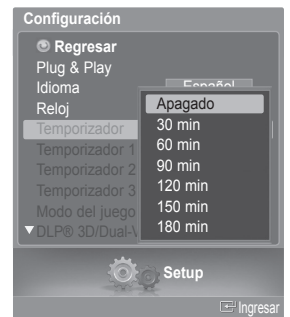 Configuración
Regresar
Plug & Play
Idioma Español
Reloj
Temporizador
Temporizador 1
Temporizador 2
Temporizador 3
Modo del juego
▼DLP® 3D/Dual-V
Apagado
30 min
60 min
90 min
120 min
150 min
180 min
Setup
Ingresar